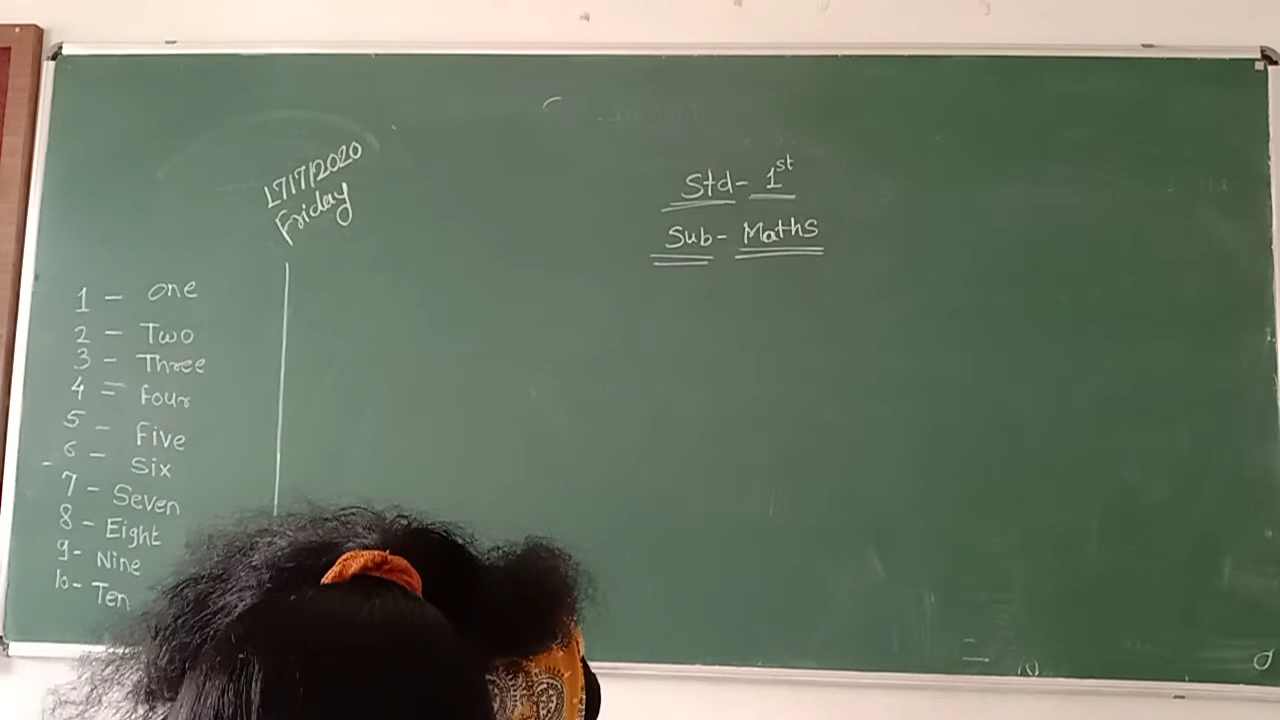 17/7/2020
Friday
Std- 1st
Sub- Maths
1 - one
2 - Two
3 - Three
4 = four
5 - Five
6 - Six
7 - Seven
8 - Eight
9- Nine
10- Ten